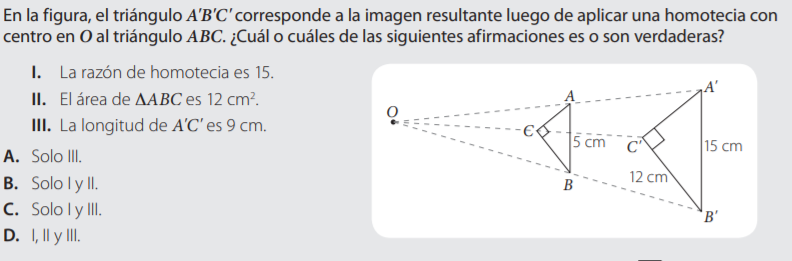 En la figura, el triángulo A'B'C' corresponde a la imagen resultante luego de aplicar una homotecia con
centro en O al triángulo ABC. ¿Cuál o cuáles de las siguientes afirmaciones es o son verdaderas?
I. La razón de homotecia es 15.
II. El área de ΔABC es 12 cm².
III. La longitud de A'C' es 9 cm.
A. Solo III.
B. Solo I y II.
C. Solo I y III.
D. I, II y III.
O
A
A'
C
5 cm
C'
15 cm
B
12 cm
B'